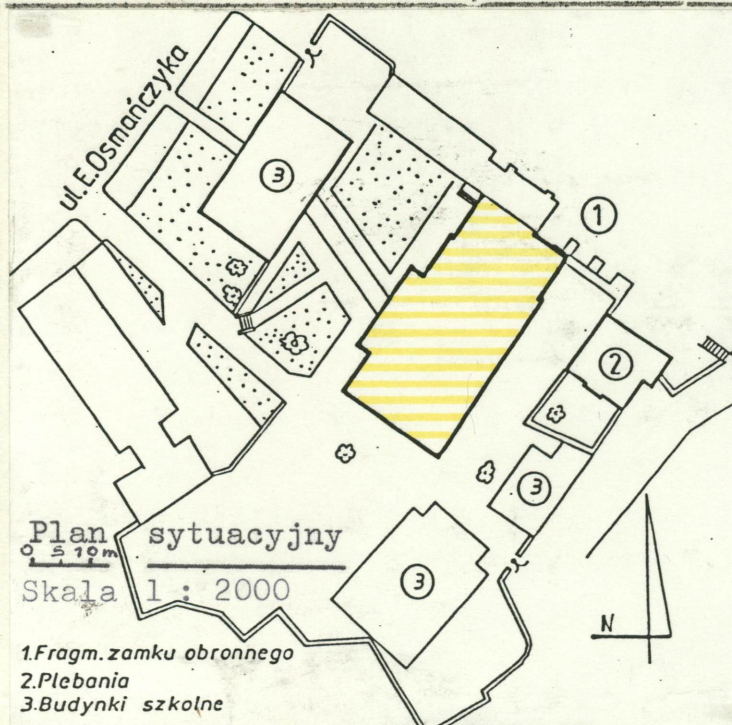 ul.E.Osmańczyka
3
1
2
3
3
Plan sytuacyjny
0 5 10m
Skala 1 : 2000
N
1.Fragm.zamku obronnego
2.Plebania
3.Budynki szkolne